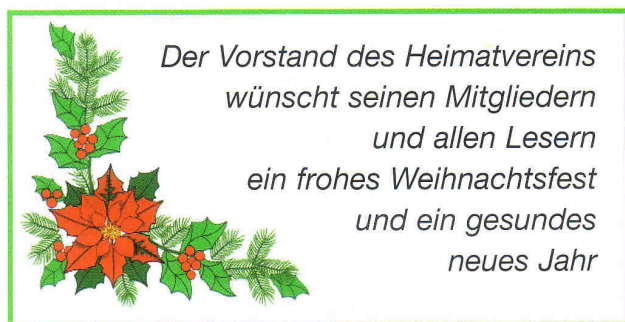 Der Vorstand des Heimatvereins
wünscht seinen Mitgliedern
und allen Lesern
ein frohes Weihnachtsfest
und ein gesundes
neues Jahr